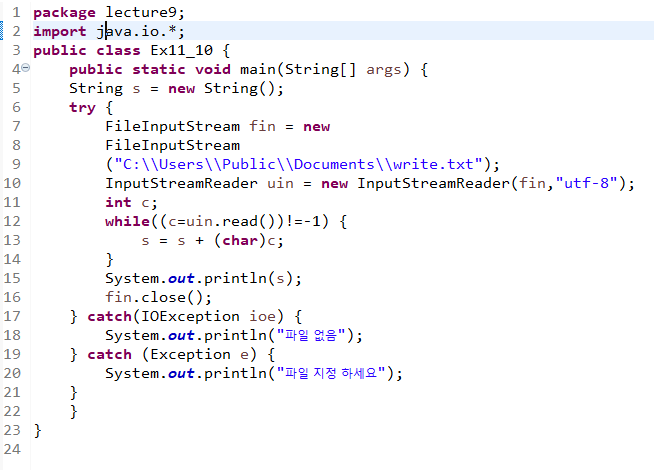 1 package lecture9;
2 import java.io.*;
3 public class Ex11_10 {
4 public static void main(String[] args) {
5 String s = new String();
6 try {
7 FileInputStream fin = new
8 FileInputStream
9 ("C:\\Users\\Public\\Documents\\write.txt");
10 InputStreamReader uin = new InputStreamReader(fin,"utf-8");
11 int c;
12 while((c=uin.read())!=-1) {
13 s = s + (char)c;
14 }
15 System.out.println(s);
16 fin.close();
17 } catch(IOException ioe) {
18 System.out.println("파일 없음");
19 } catch (Exception e) {
20 System.out.println("파일 지정 하세요");
21 }
22 }
23 }
24